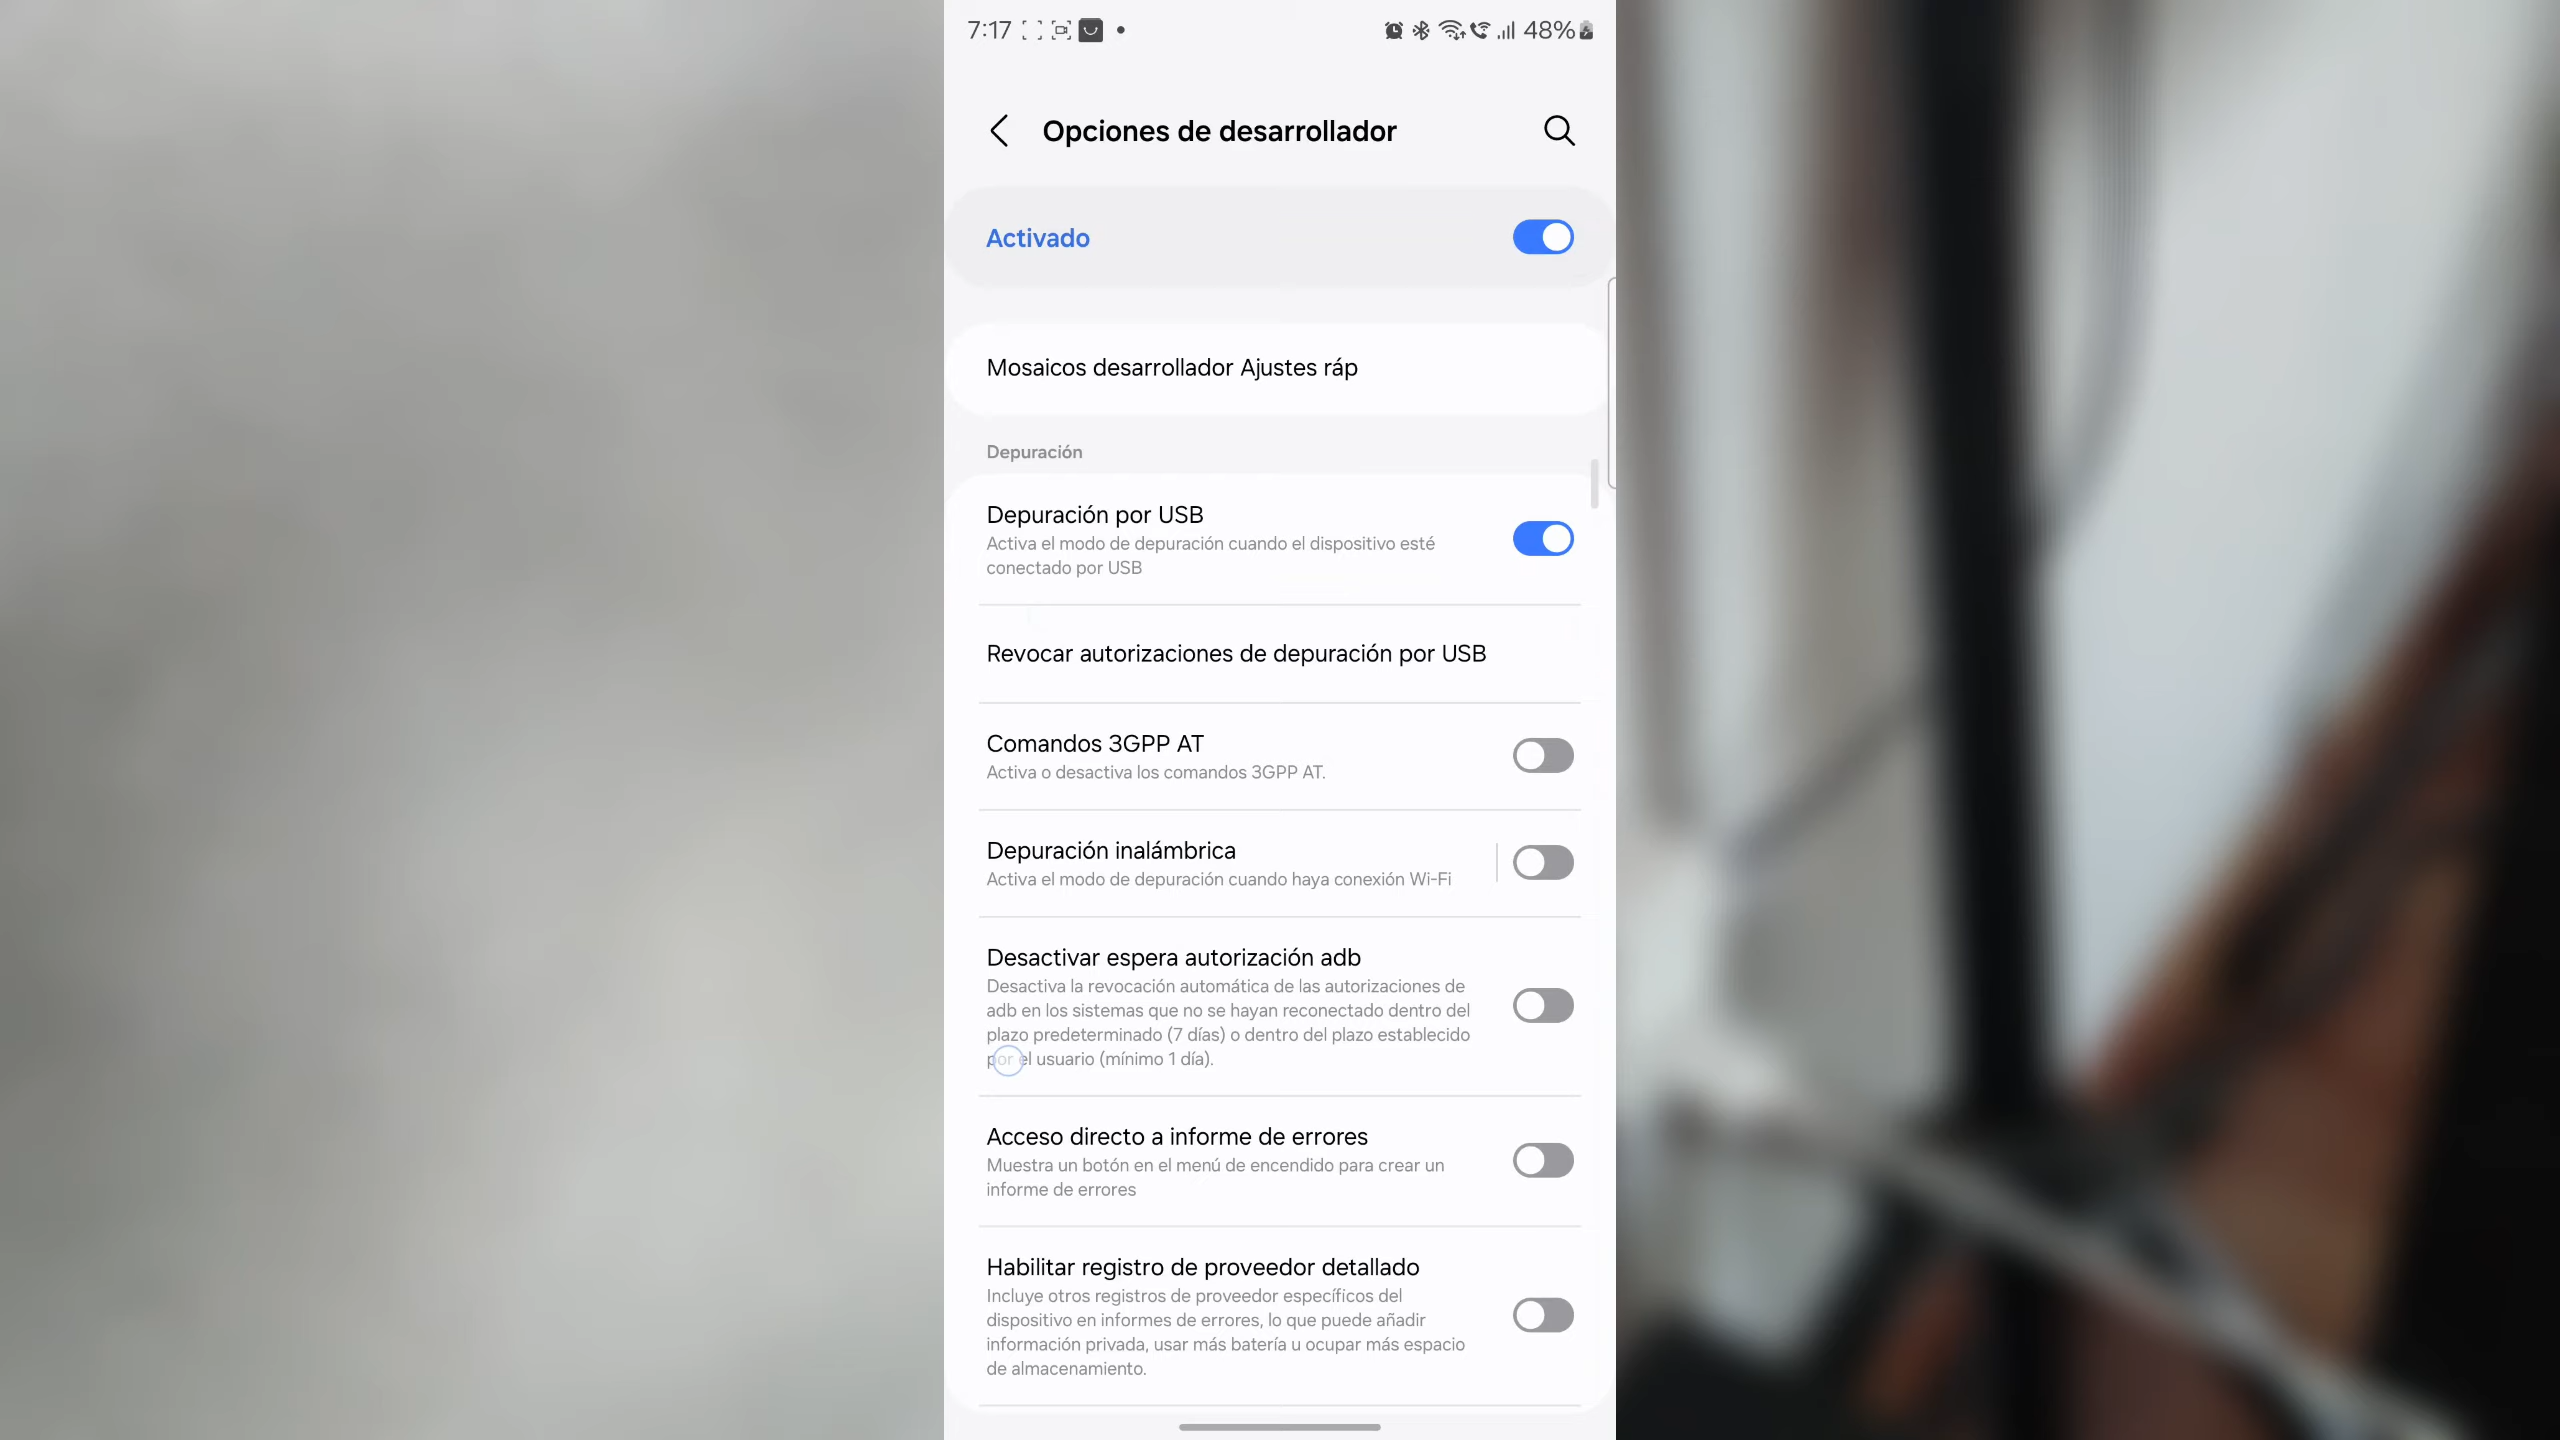 7:17
48%
Opciones de desarrollador
Activado
Mosaicos desarrollador Ajustes ráp
Depuración
Depuración por USB
Activa el modo de depuración cuando el dispositivo esté
conectado por USB
Revocar autorizaciones de depuración por USB
Comandos 3GPP AT
Activa o desactiva los comandos 3GPP AT.
Depuración inalámbrica
Activa el modo de depuración cuando haya conexión Wi-Fi
Desactivar espera autorización adb
Desactiva la revocación automática de las autorizaciones de
adb en los sistemas que no se hayan reconectado dentro del
plazo predeterminado (7 días) o dentro del plazo establecido
por el usuario (mínimo 1 día).
Acceso directo a informe de errores
Muestra un botón en el menú de encendido para crear un
informe de errores
Habilitar registro de proveedor detallado
Incluye otros registros de proveedor específicos del
dispositivo en informes de errores, lo que puede añadir
información privada, usar más batería u ocupar más espacio
de almacenamiento.